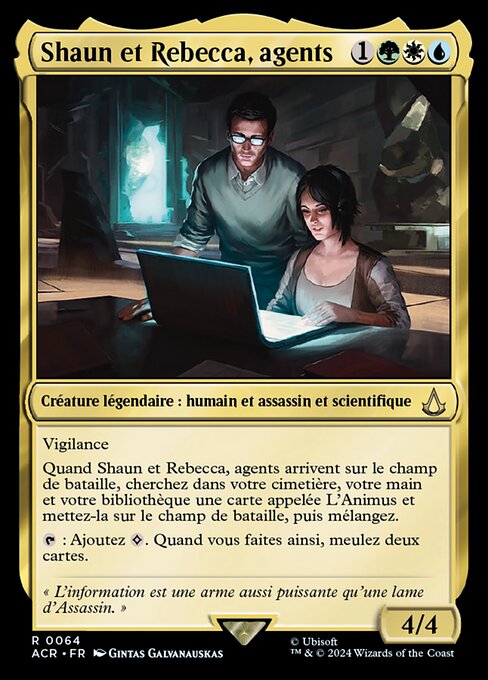 Shaun et Rebecca, agents 1
Créature légendaire : humain et assassin et scientifique
Vigilance
Quand Shaun et Rebecca, agents arrivent sur le champ
de bataille, cherchez dans votre cimetière, votre main
et votre bibliothèque une carte appelée L'Animus et
mettez-la sur le champ de bataille, puis mélangez.
: Ajoutez . Quand vous faites ainsi, meulez deux
cartes.
« L'information est une arme aussi puissante qu'une lame
d'Assassin. »
4/4
R 0064
ACR • FR Gintas Galvanauskas
© Ubisoft
™ & © 2024 Wizards of the Coast